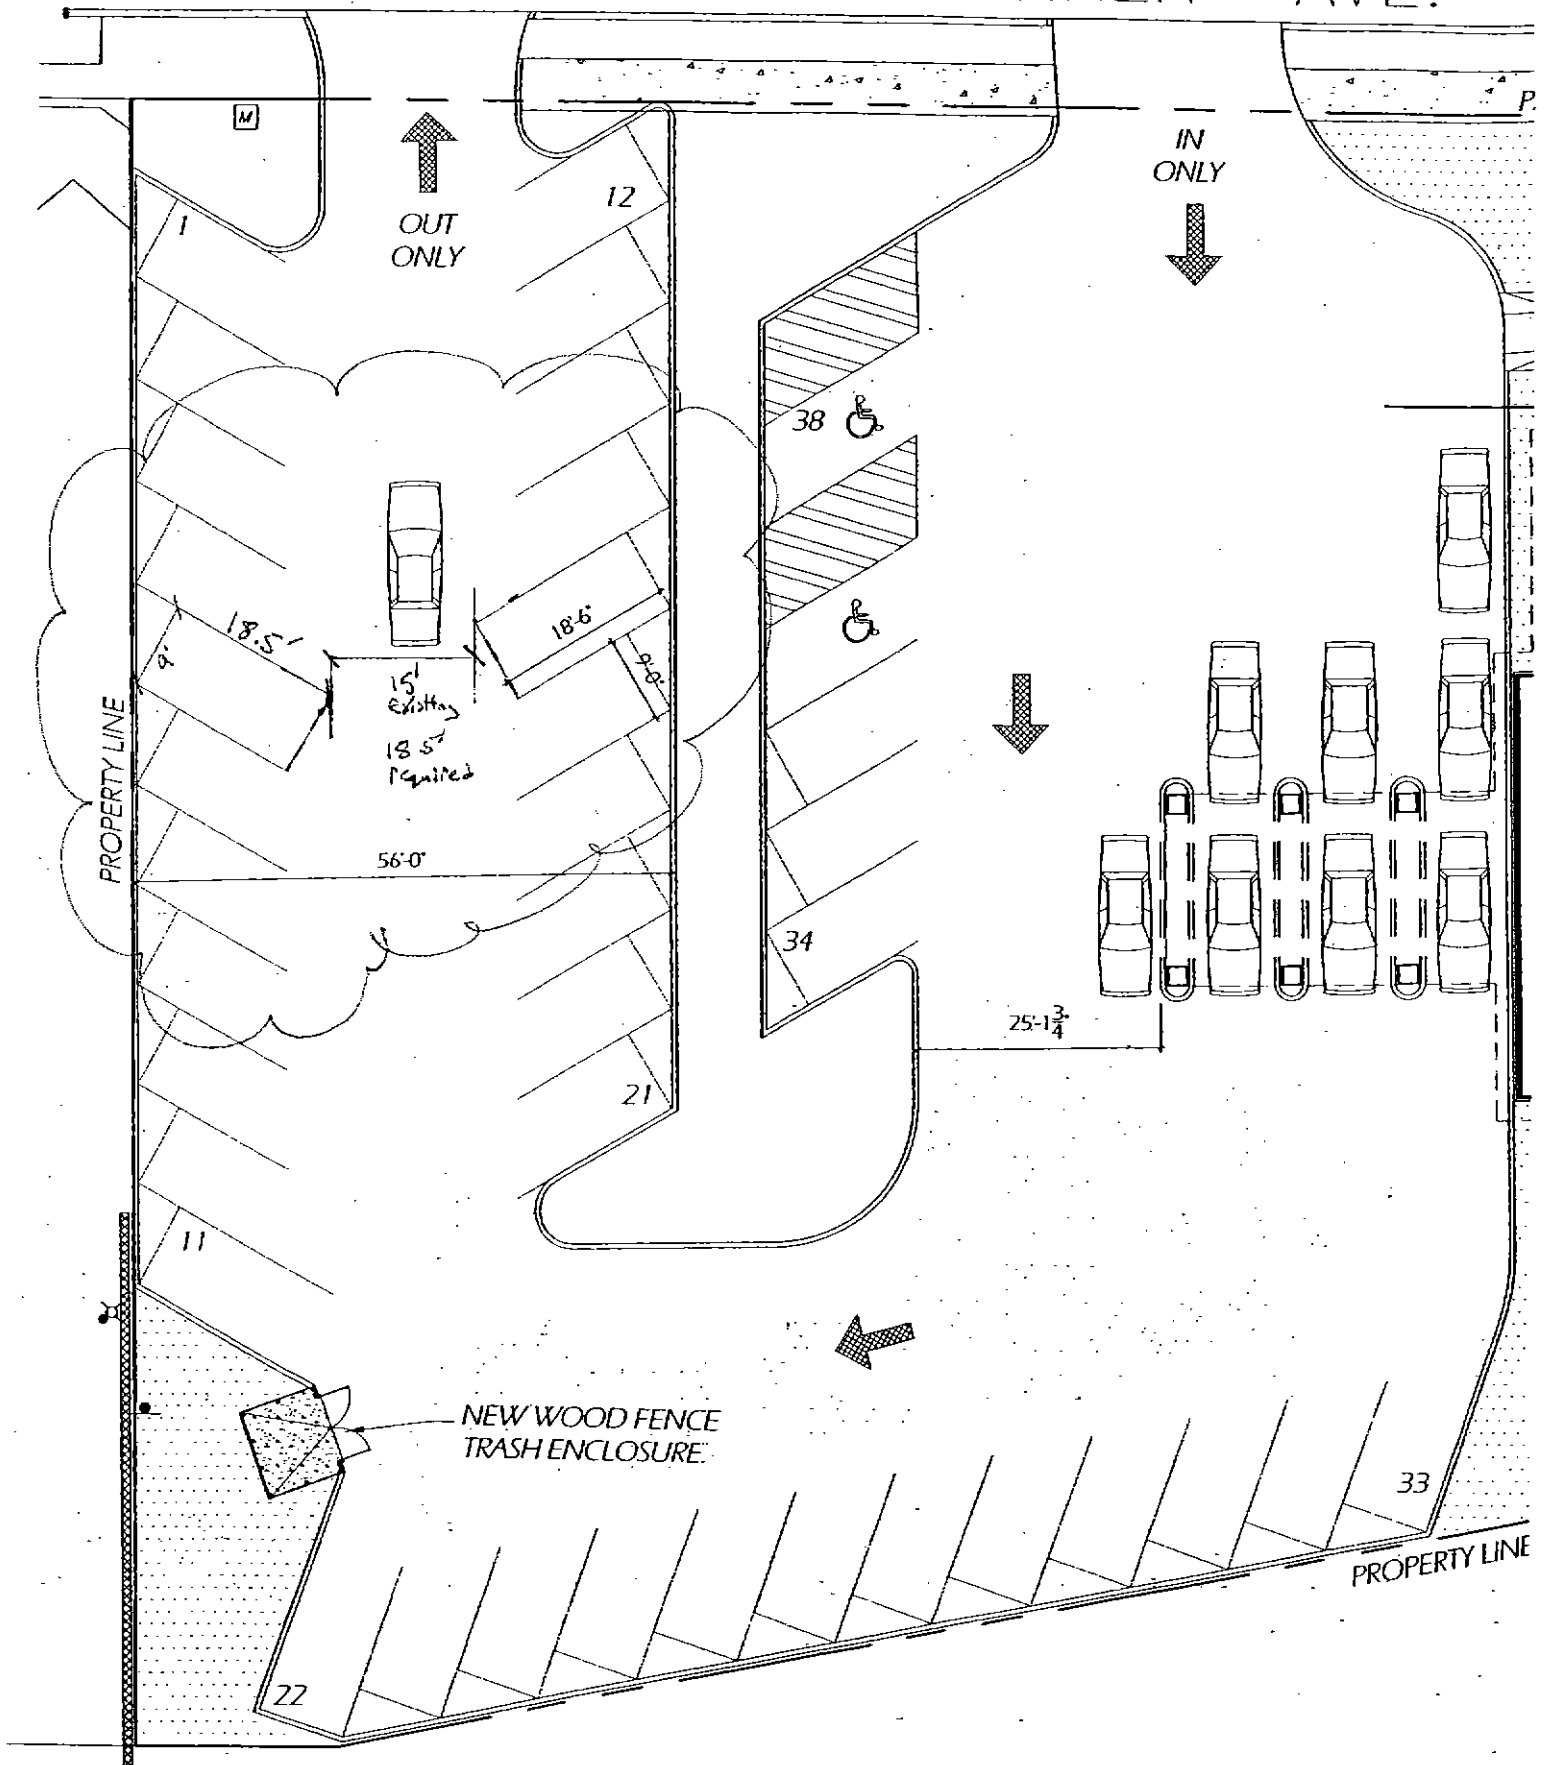 AVE.
M
P
IN
ONLY
OUT
ONLY
1
12
38
18.5'
18'-6"
9'
9'-0"
15'
Existing
18 5'
required
PROPERTY LINE
56'-0"
34
25'-1 3/4"
21
11
NEW WOOD FENCE
TRASH ENCLOSURE
33
PROPERTY LINE
22